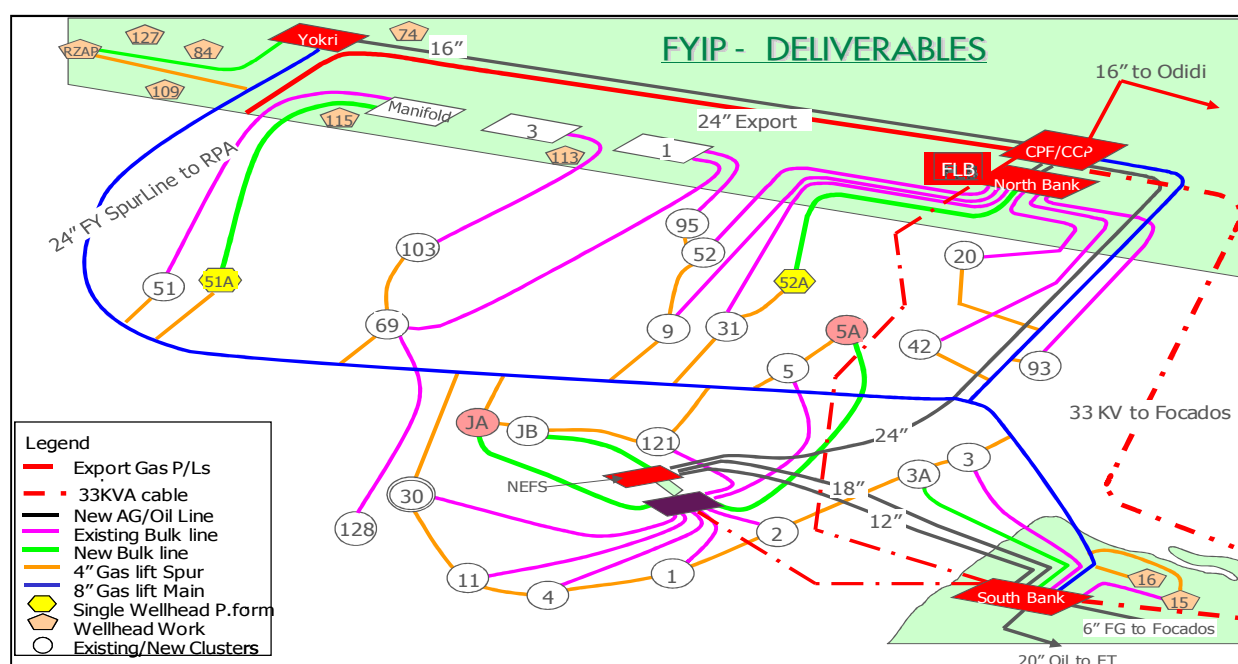 FYIP - DELIVERABLES
Yokri
RZAP
127
84
74
16″
109
115
Manifold
3
113
1
24″ Export
16″ to Odidi
CPF/CCP
FLB
North Bank
24″ FY SpurLine to RPA
51
51A
103
69
95
52
52A
9
31
5A
5
20
42
93
33 KV to Focados
JA
JB
121
24″
NEFS
18″
12″
3A
3
30
128
11
4
1
2
16
15
South Bank
6″ FG to Focados
20″ Oil to FT
Legend
Export Gas P/Ls
33KVA cable
New AG/Oil Line
Existing Bulk line
New Bulk line
4″ Gas lift Spur
8″ Gas lift Main
Single Wellhead P.form
Wellhead Work
Existing/New Clusters